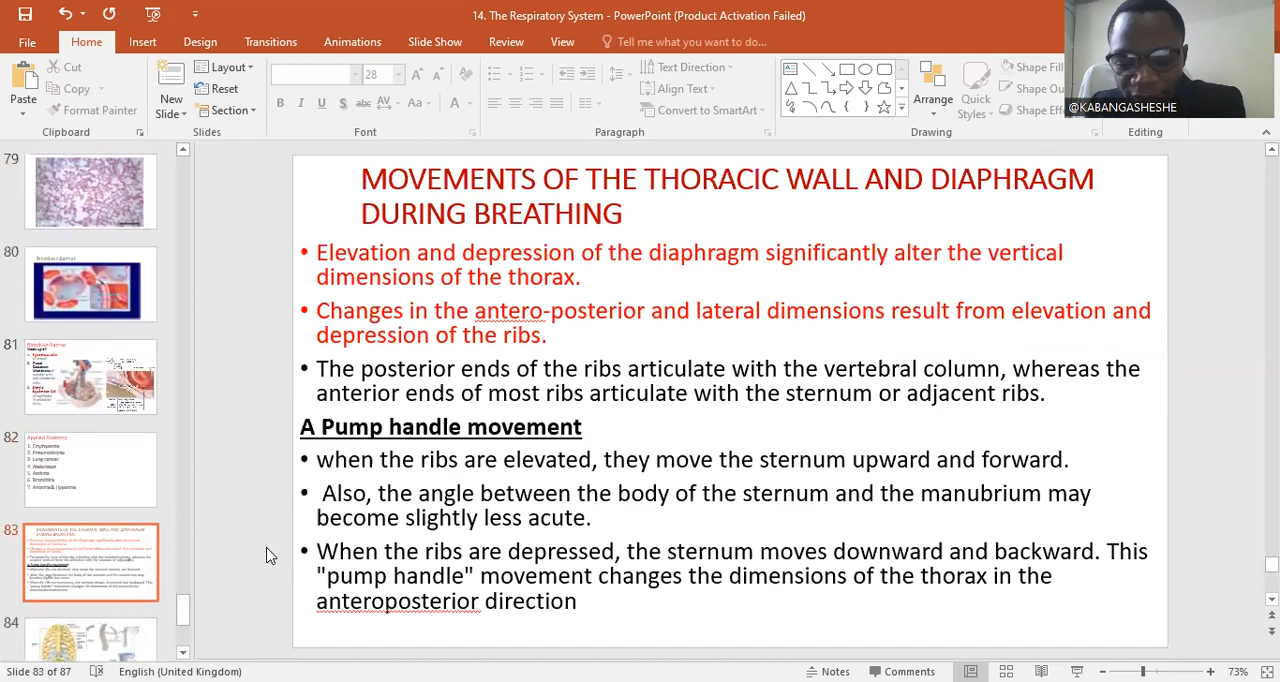 14. The Respiratory System - PowerPoint (Product Activation Failed)
File Home Insert Design Transitions Animations Slide Show Review View Tell me what you want to do...
Cut
Copy
Format Painter
Paste
Clipboard
New Slide
Layout
Reset
Section
Slides
28
B I U S abc AV Aa A
Font
Text Direction
Align Text
Convert to SmartArt
Paragraph
Arrange
Quick Styles
Shape Fill
Shape Ou
Shape Eff
Drawing
Editing
@KABANGASHESHE
79
80
81
82
Applied Anatomy
83
84
MOVEMENTS OF THE THORACIC WALL AND DIAPHRAGM
DURING BREATHING
• Elevation and depression of the diaphragm significantly alter the vertical
dimensions of the thorax.
• Changes in the antero-posterior and lateral dimensions result from elevation and
depression of the ribs.
• The posterior ends of the ribs articulate with the vertebral column, whereas the
anterior ends of most ribs articulate with the sternum or adjacent ribs.
A Pump handle movement
• when the ribs are elevated, they move the sternum upward and forward.
• Also, the angle between the body of the sternum and the manubrium may
become slightly less acute.
• When the ribs are depressed, the sternum moves downward and backward. This
"pump handle" movement changes the dimensions of the thorax in the
anteroposterior direction
Slide 83 of 87 English (United Kingdom) Notes Comments 73%